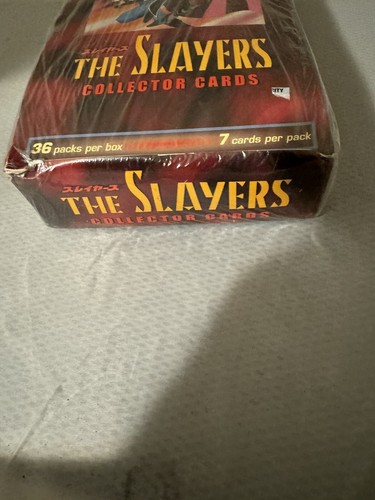 スレイヤーズ
THE SLAYERS
COLLECTOR CARDS
36 packs per box
7 cards per pack
スレイヤーズ
THE SLAYERS
COLLECTOR CARDS